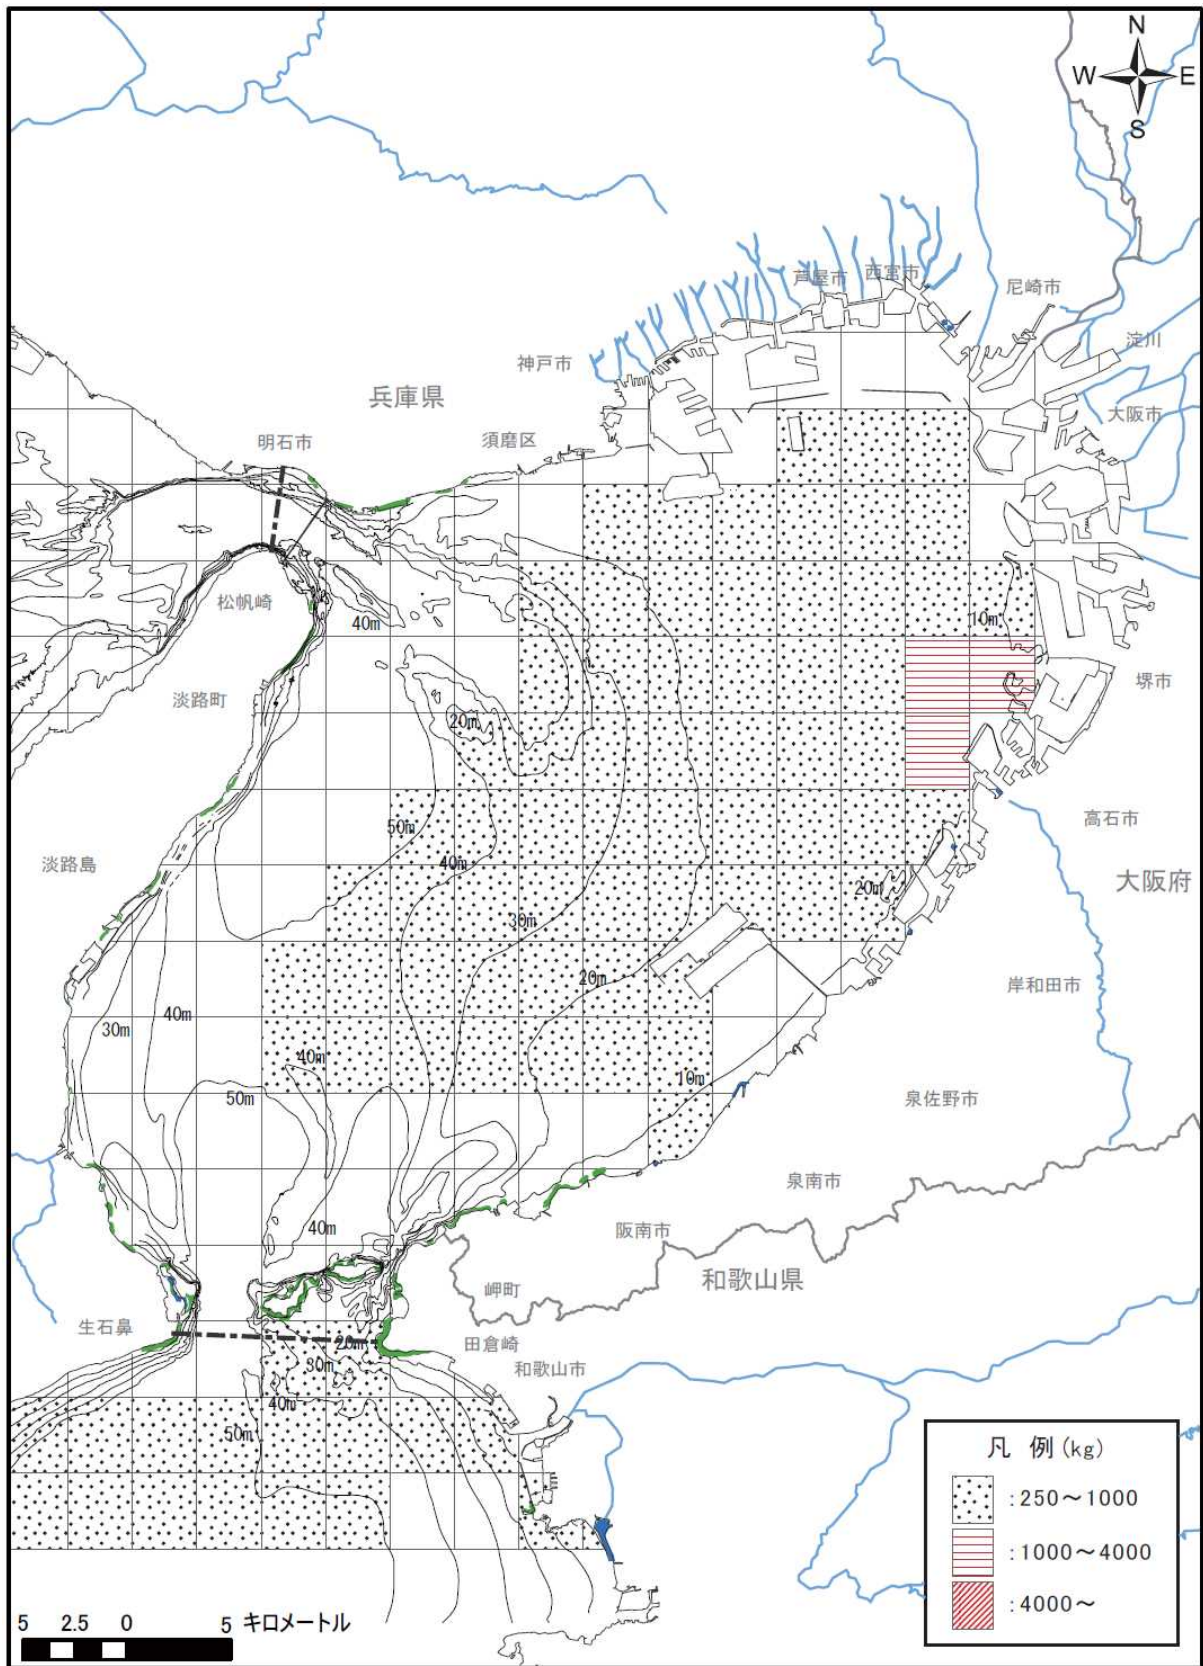 N
W E
S
芦屋市
西宮市
尼崎市
淀川
神戸市
兵庫県
大阪市
明石市
須磨区
松帆崎
40m
10m
堺市
淡路町
20m
高石市
50m
淡路島
40m
20m
大阪府
30m
20m
岸和田市
40m
30m
40m
10m
50m
泉佐野市
泉南市
40m
阪南市
和歌山県
岬町
生石鼻
20m
田倉崎
30m
和歌山市
40m
50m
凡 例 (kg)
:250~1000
:1000~4000
:4000~
5 2.5 0 5 キロメートル